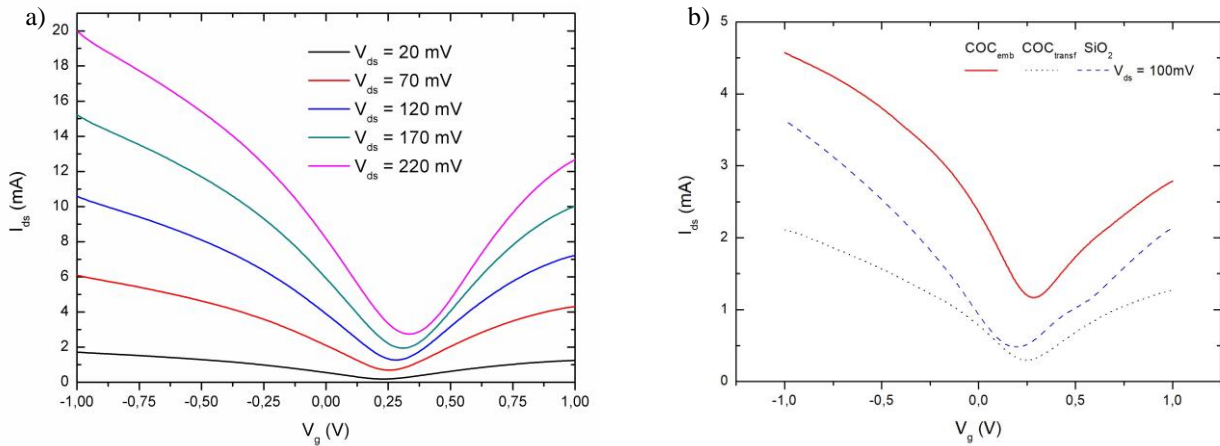 a)
20
18
16
14
12
10
8
6
4
2
0
I_ds (mA)
V_ds = 20 mV
V_ds = 70 mV
V_ds = 120 mV
V_ds = 170 mV
V_ds = 220 mV
-1,00 -0,75 -0,50 -0,25 0,00 0,25 0,50 0,75 1,00
V_g (V)
b)
5
4
3
2
1
0
I_ds (mA)
COC_emb COC_transf SiO_2
V_ds = 100mV
-1,0 -0,5 0,0 0,5 1,0
V_g (V)